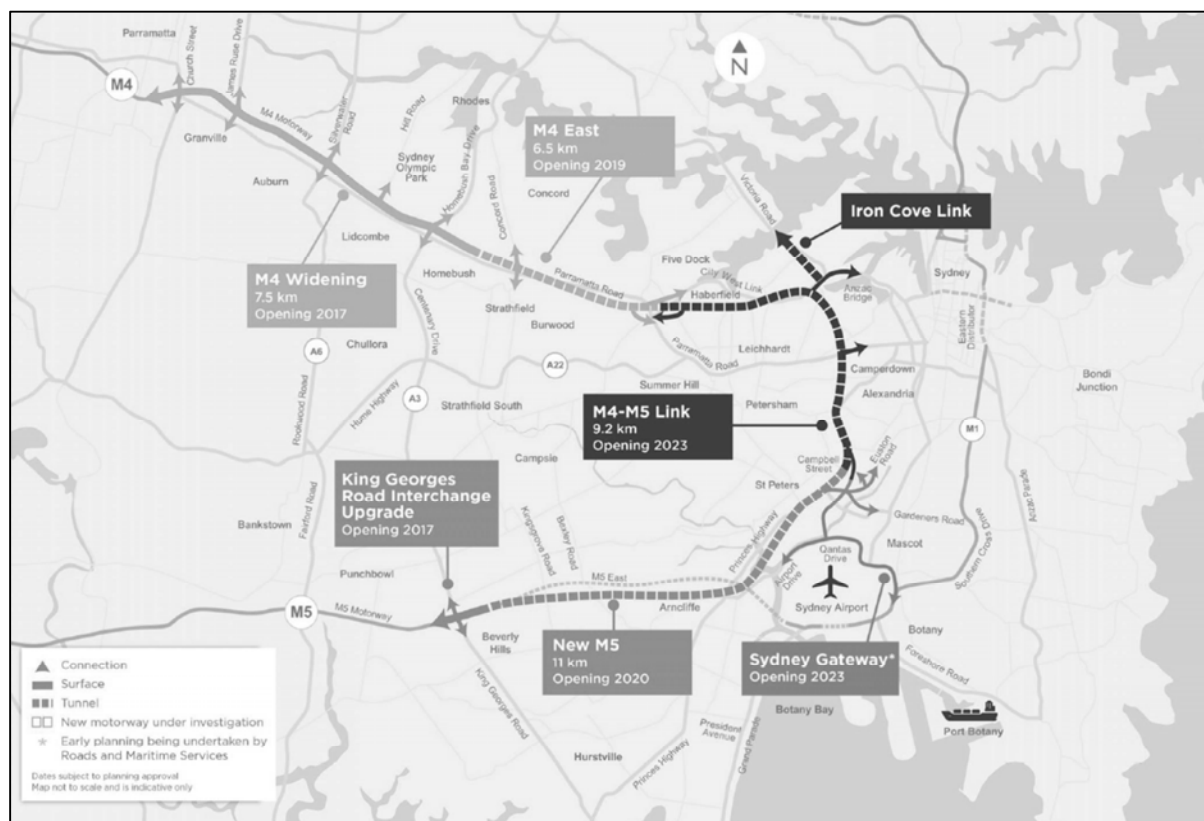 Parramatta
Church Street
James Ruse Drive
M4
N
Granville
M4 Motorway
Silverwater Road
Hill Road
Rhodes
Sydney
Olympic
Park
Homebush Bay Drive
Auburn
M4 East
6.5 km
Opening 2019
Concord Road
Concord
Victoria Road
Iron Cove Link
Lidcombe
M4 Widening
7.5 km
Opening 2017
Homebush
Five Dock
City West Link
Parramatta Road
Haberfield
Anzac
Bridge
Sydney
Eastern
Distributor
Strathfield
Burwood
Centenary Drive
A6
Chullora
Parramatta Road
Leichhardt
A22
Camperdown
Bondi
Junction
Rookwood Road
Hume Highway
A3
Strathfield South
Summer Hill
Alexandria
Petersham
M4-M5 Link
9.2 km
Opening 2023
M1
Campsie
Campbell
Street
Euston
Road
King Georges
Road Interchange
Upgrade
Opening 2017
St Peters
Anzac Parade
Fairford Road
Bankstown
Kingsgrove Road
Bexley Road
Princes Highway
Gardeners Road
Mascot
Southern Cross Drive
Qantas
Drive
Airport
Drive
Punchbowl
M5 East
M5
M5 Motorway
Arncliffe
Sydney Airport
Botany
Beverly
Hills
New M5
11 km
Opening 2020
Sydney Gateway*
Opening 2023
Foreshore Road
King Georges Road
Botany Bay
Port Botany
President
Avenue
Grand Parade
Hurstville
Princes Highway
Connection
Surface
Tunnel
New motorway under investigation
* Early planning being undertaken by
Roads and Maritime Services
Dates subject to planning approval
Map not to scale and is indicative only